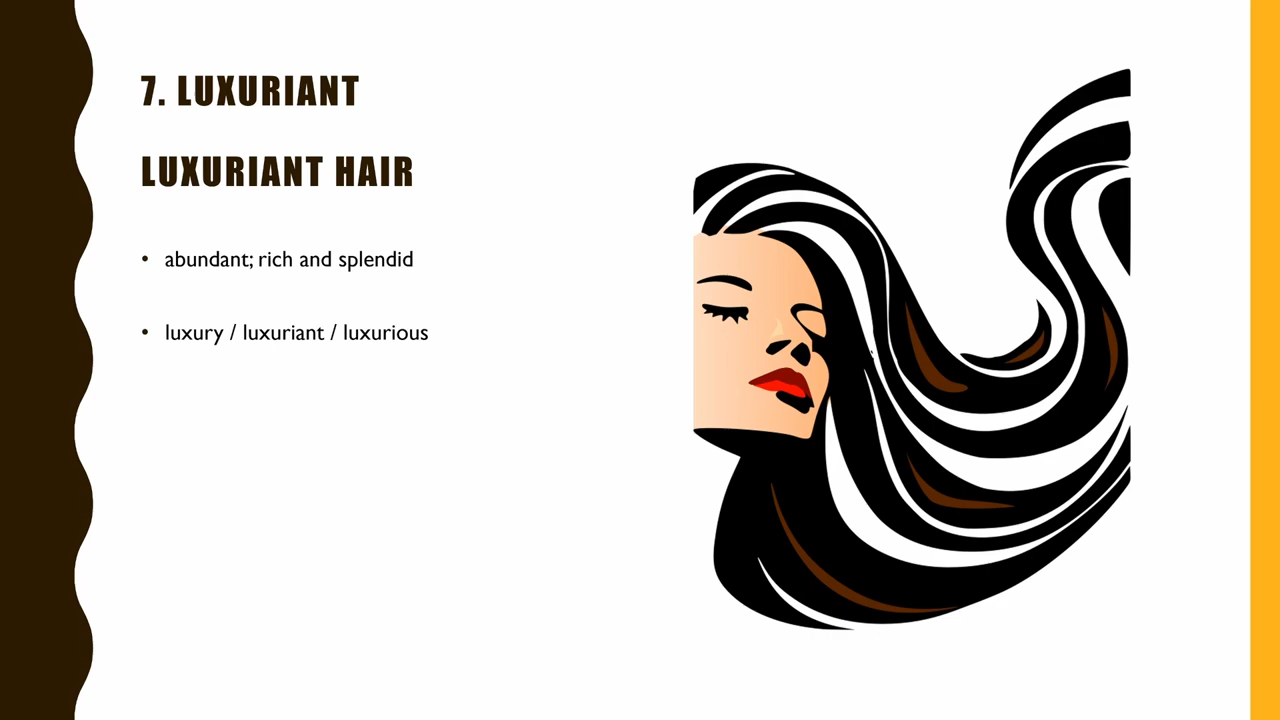 7. LUXURIANT
LUXURIANT HAIR
• abundant; rich and splendid
• luxury / luxuriant / luxurious